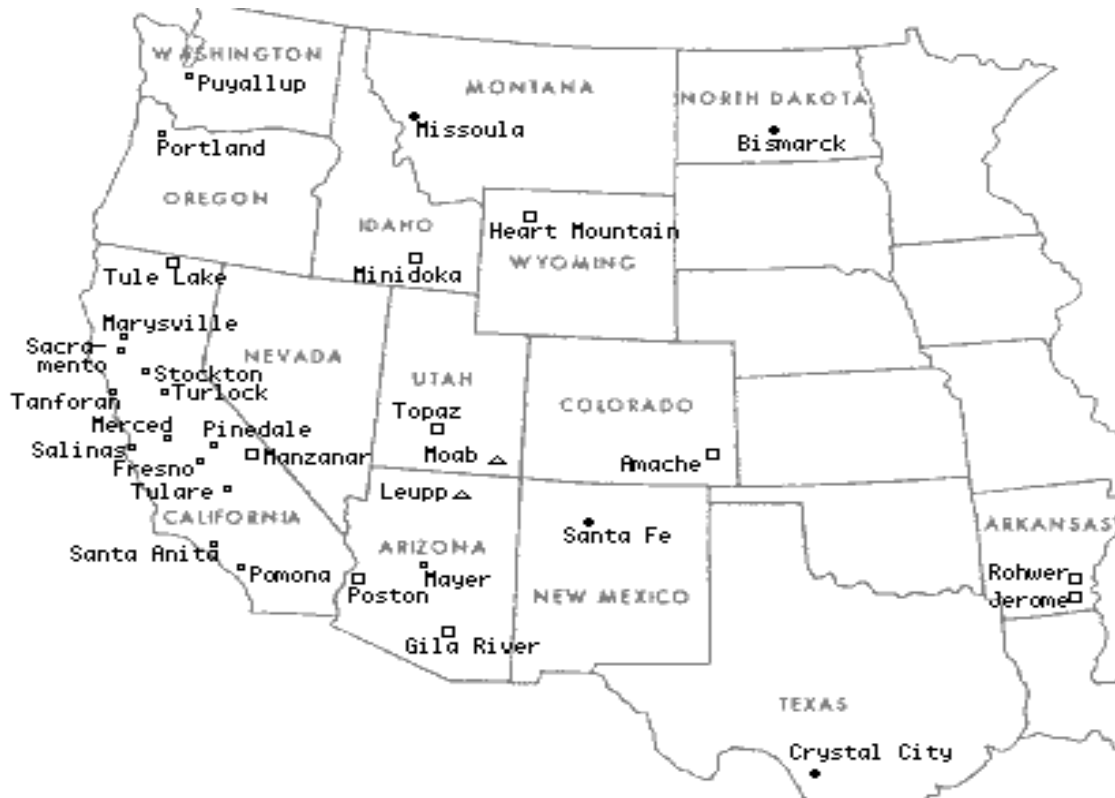 WASHINGTON
Puyallup
MONTANA
NORTH DAKOTA
Missoula
Bismarck
Portland
OREGON
IDAHO
Heart Mountain
WYOMING
Minidoka
Tule Lake
Marysville
Sacra-
mento
NEVADA
Stockton
UTAH
Turlock
Tanforan
COLORADO
Topaz
Merced
Pinedale
Salinas
Manzanar
Moab
Amache
Fresno
Tulare
Leupp
CALIFORNIA
ARKANSAS
Santa Fe
ARIZONA
Santa Anita
Pomona
Mayer
Rohwer
Poston
NEW MEXICO
Jerome
Gila River
TEXAS
Crystal City